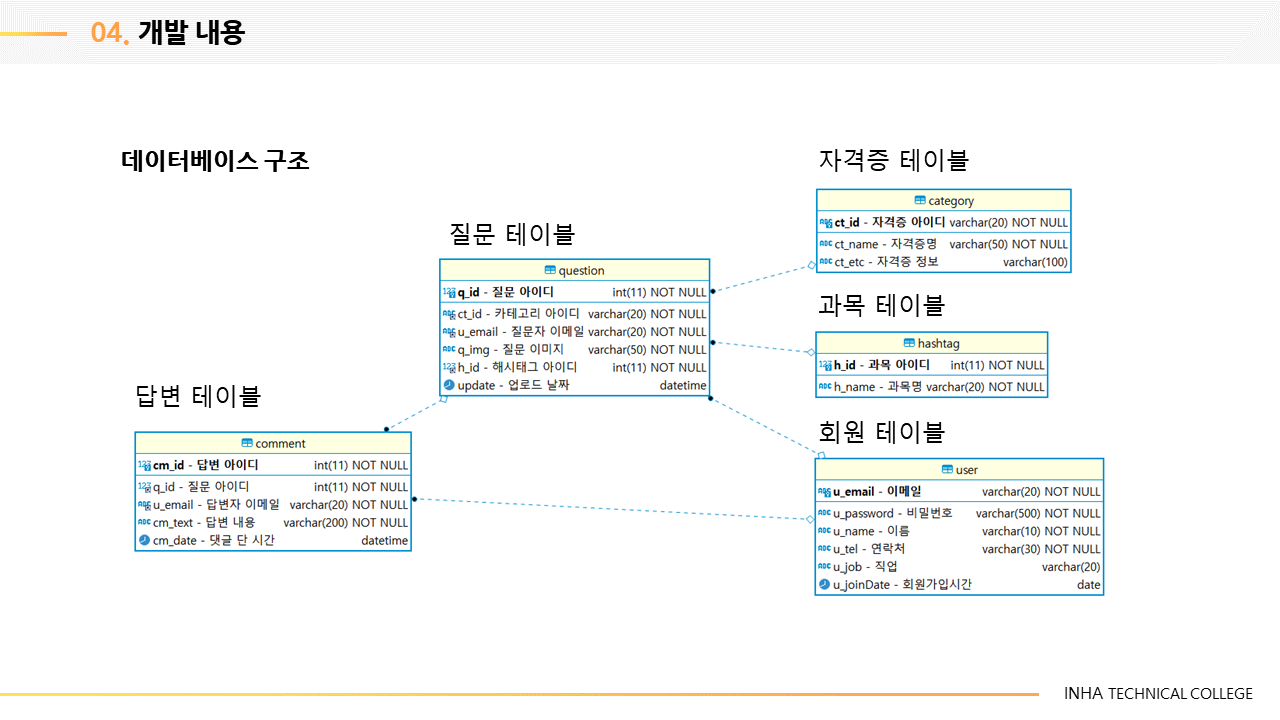 04. 개발 내용
데이터베이스 구조
자격증 테이블
category
ct_id - 자격증 아이디 varchar(20) NOT NULL
ct_name - 자격증명 varchar(50) NOT NULL
ct_etc - 자격증 정보 varchar(100)
질문 테이블
question
q_id - 질문 아이디 int(11) NOT NULL
ct_id - 카테고리 아이디 varchar(20) NOT NULL
u_email - 질문자 이메일 varchar(20) NOT NULL
q_img - 질문 이미지 varchar(50) NOT NULL
h_id - 해시태그 아이디 int(11) NOT NULL
update - 업로드 날짜 datetime
과목 테이블
hashtag
h_id - 과목 아이디 int(11) NOT NULL
h_name - 과목명 varchar(20) NOT NULL
답변 테이블
comment
cm_id - 답변 아이디 int(11) NOT NULL
q_id - 질문 아이디 int(11) NOT NULL
u_email - 답변자 이메일 varchar(20) NOT NULL
cm_text - 답변 내용 varchar(200) NOT NULL
cm_date - 댓글 단 시간 datetime
회원 테이블
user
u_email - 이메일 varchar(20) NOT NULL
u_password - 비밀번호 varchar(500) NOT NULL
u_name - 이름 varchar(10) NOT NULL
u_tel - 연락처 varchar(30) NOT NULL
u_job - 직업 varchar(20)
u_joinDate - 회원가입시간 date
INHA TECHNICAL COLLEGE